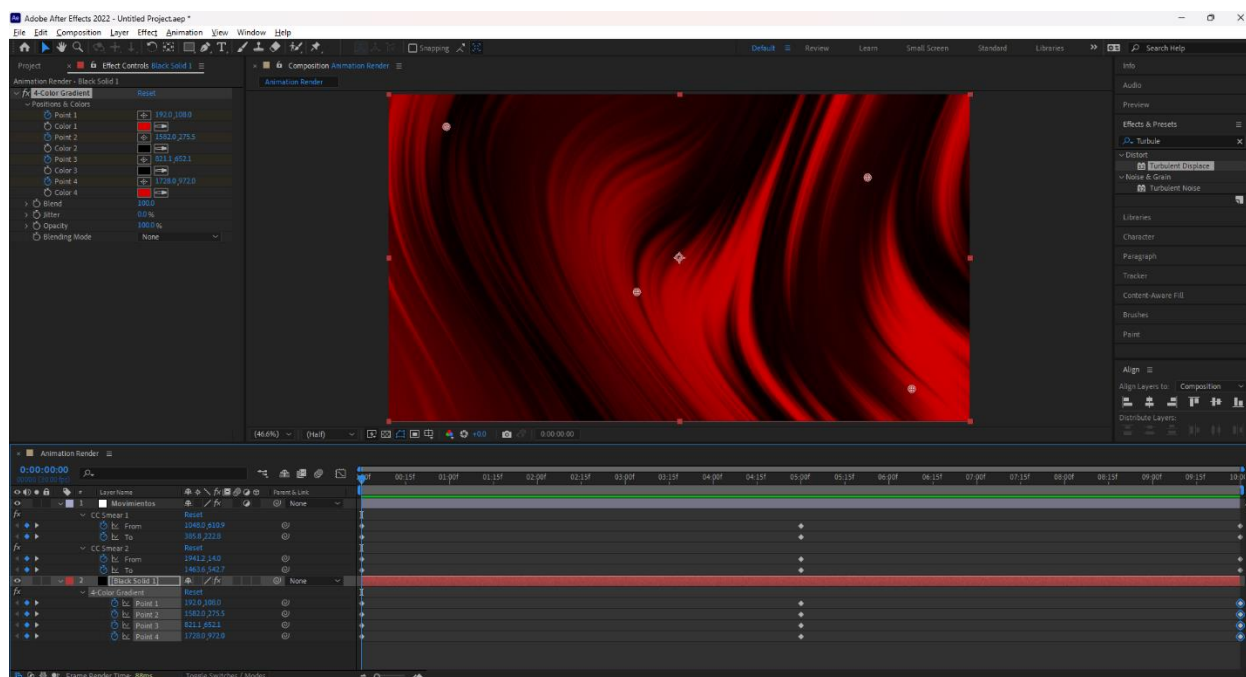 Adobe After Effects 2022 - Untitled Project.aep *
File Edit Composition Layer Effect Animation View Window Help
Snapping Default Review Learn Small Screen Standard Libraries Search Help
Project Effect Controls Black Solid 1
Composition Animation Render
Info
Animation Render - Black Solid 1
Animation Render
Audio
fx 4-Color Gradient Reset
Positions & Colors
Preview
Point 1 192.0,108.0
Color 1
Effects & Presets
Point 2 1582.0,275.5
Color 2
Turbule
Point 3 821.1,652.1
Distort
Color 3
Turbulent Displace
Point 4 1728.0,972.0
Noise & Grain
Color 4
Turbulent Noise
Blend 100.0
Jitter 0.0 %
Libraries
Opacity 100.0 %
Blending Mode None
Character
Paragraph
Tracker
Content-Aware Fill
Brushes
Paint
Align
Align Layers to: Composition
Distribute Layers:
(46.6%) (Half) +0.0 0:00:00:00
Animation Render
0:00:00:00
00:15f 01:00f 01:15f 02:00f 02:15f 03:00f 03:15f 04:00f 04:15f 05:00f 05:15f 06:00f 06:15f 07:00f 07:15f 08:00f 08:15f 09:00f 09:15f
# Layer Name Parent & Link
1 Movimientos None
CC Smear 1 Reset
From 1048.0,610.9
To 395.8,222.8
CC Smear 2 Reset
From 1941.2,14.0
To 1463.6,542.7
2 [Black Solid 1] None
4-Color Gradient Reset
Point 1 192.0,108.0
Point 2 1582.0,275.5
Point 3 821.1,652.1
Point 4 1728.0,972.0
Frame Render Time: 88ms Toggle Switches / Modes